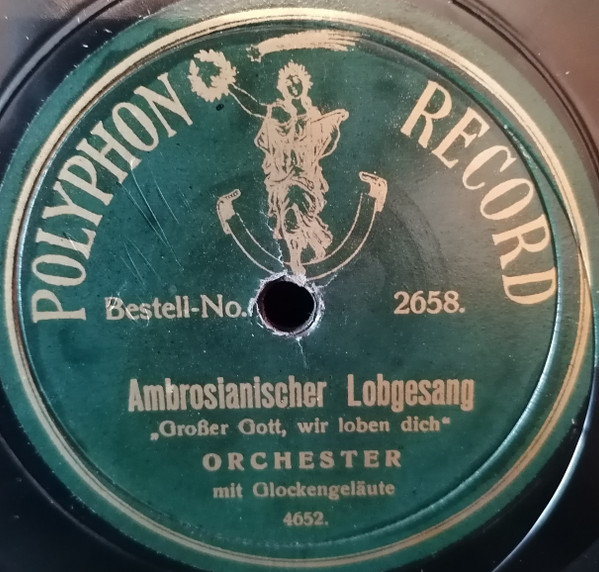 POLYPHON RECORD
Bestell-No. 2658.
Ambrosianischer Lobgesang
„Großer Gott, wir loben dich“
ORCHESTER
mit Glockengeläute
4652.